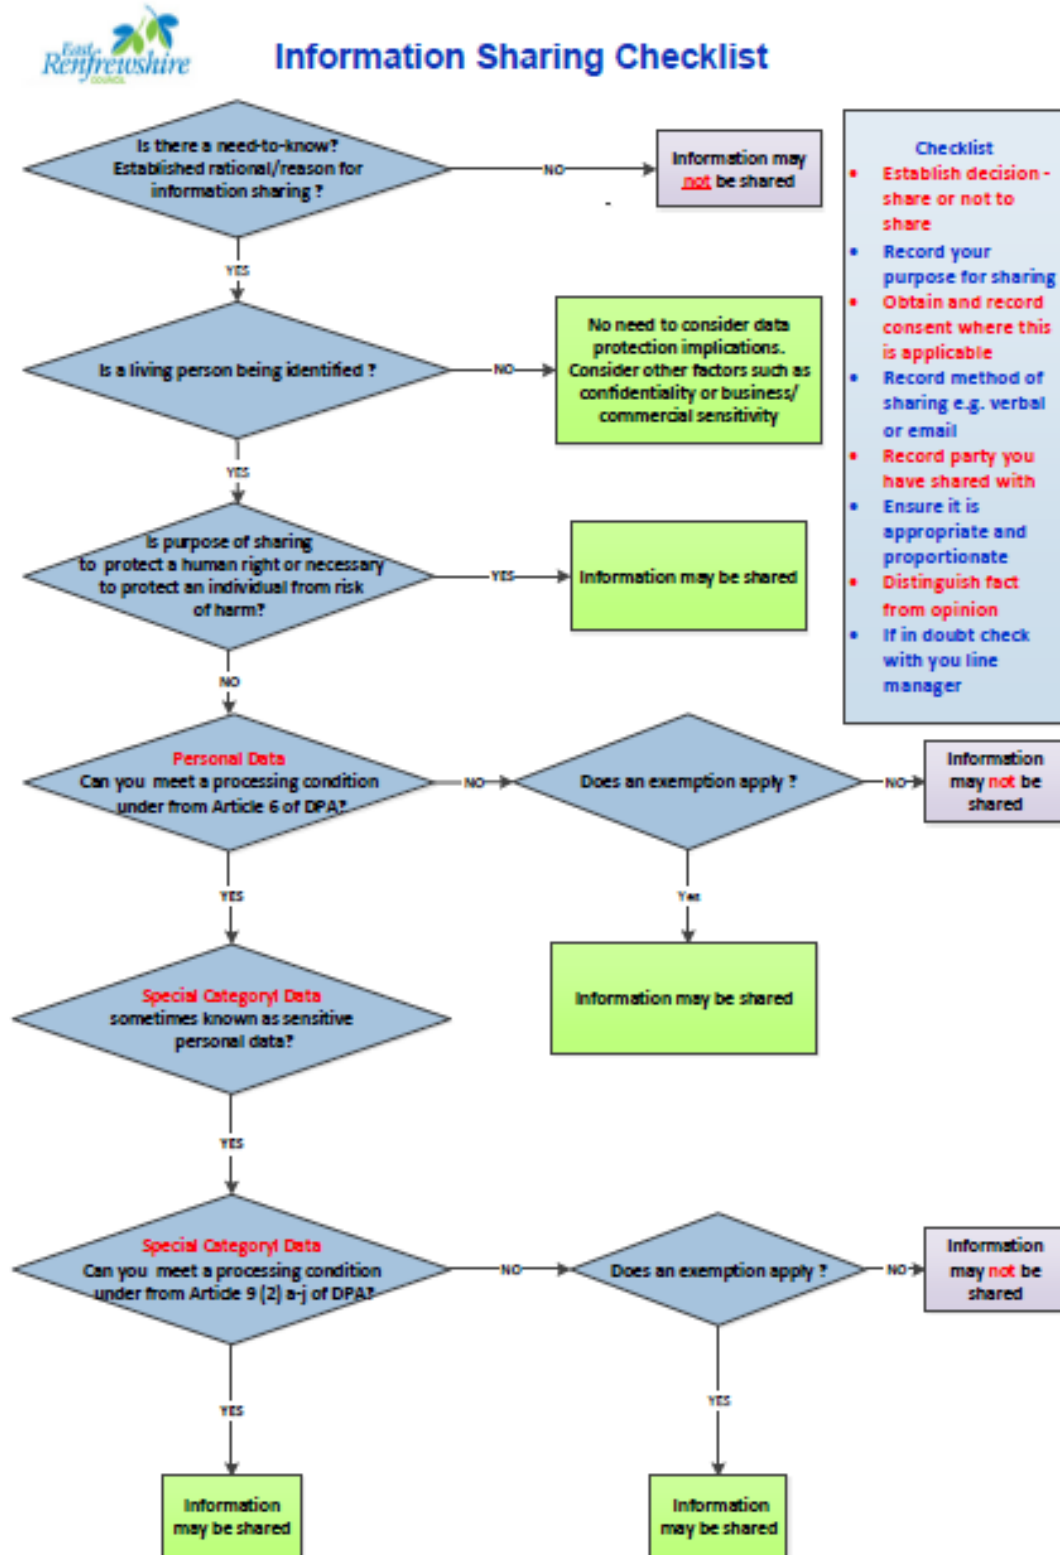 East
Renfrewshire
COUNCIL
Information Sharing Checklist
Is there a need-to-know?
Established rational/reason for
information sharing ?
NO
Information may
not be shared
YES
Is a living person being identified ?
NO
No need to consider data
protection implications.
Consider other factors such as
confidentiality or business/
commercial sensitivity
YES
Is purpose of sharing
to protect a human right or necessary
to protect an individual from risk
of harm?
YES
Information may be shared
NO
Checklist
• Establish decision -
share or not to
share
• Record your
purpose for sharing
• Obtain and record
consent where this
is applicable
• Record method of
sharing e.g. verbal
or email
• Record party you
have shared with
• Ensure it is
appropriate and
proportionate
• Distinguish fact
from opinion
• If in doubt check
with you line
manager
Personal Data
Can you meet a processing condition
under from Article 6 of DPA?
NO
Does an exemption apply ?
NO
Information
may not be
shared
YES
Yes
Information may be shared
Special Categoryl Data
sometimes known as sensitive
personal data?
YES
Special Categoryl Data
Can you meet a processing condition
under from Article 9 (2) a-j of DPA?
NO
Does an exemption apply ?
NO
Information
may not be
shared
YES
YES
Information
may be shared
Information
may be shared